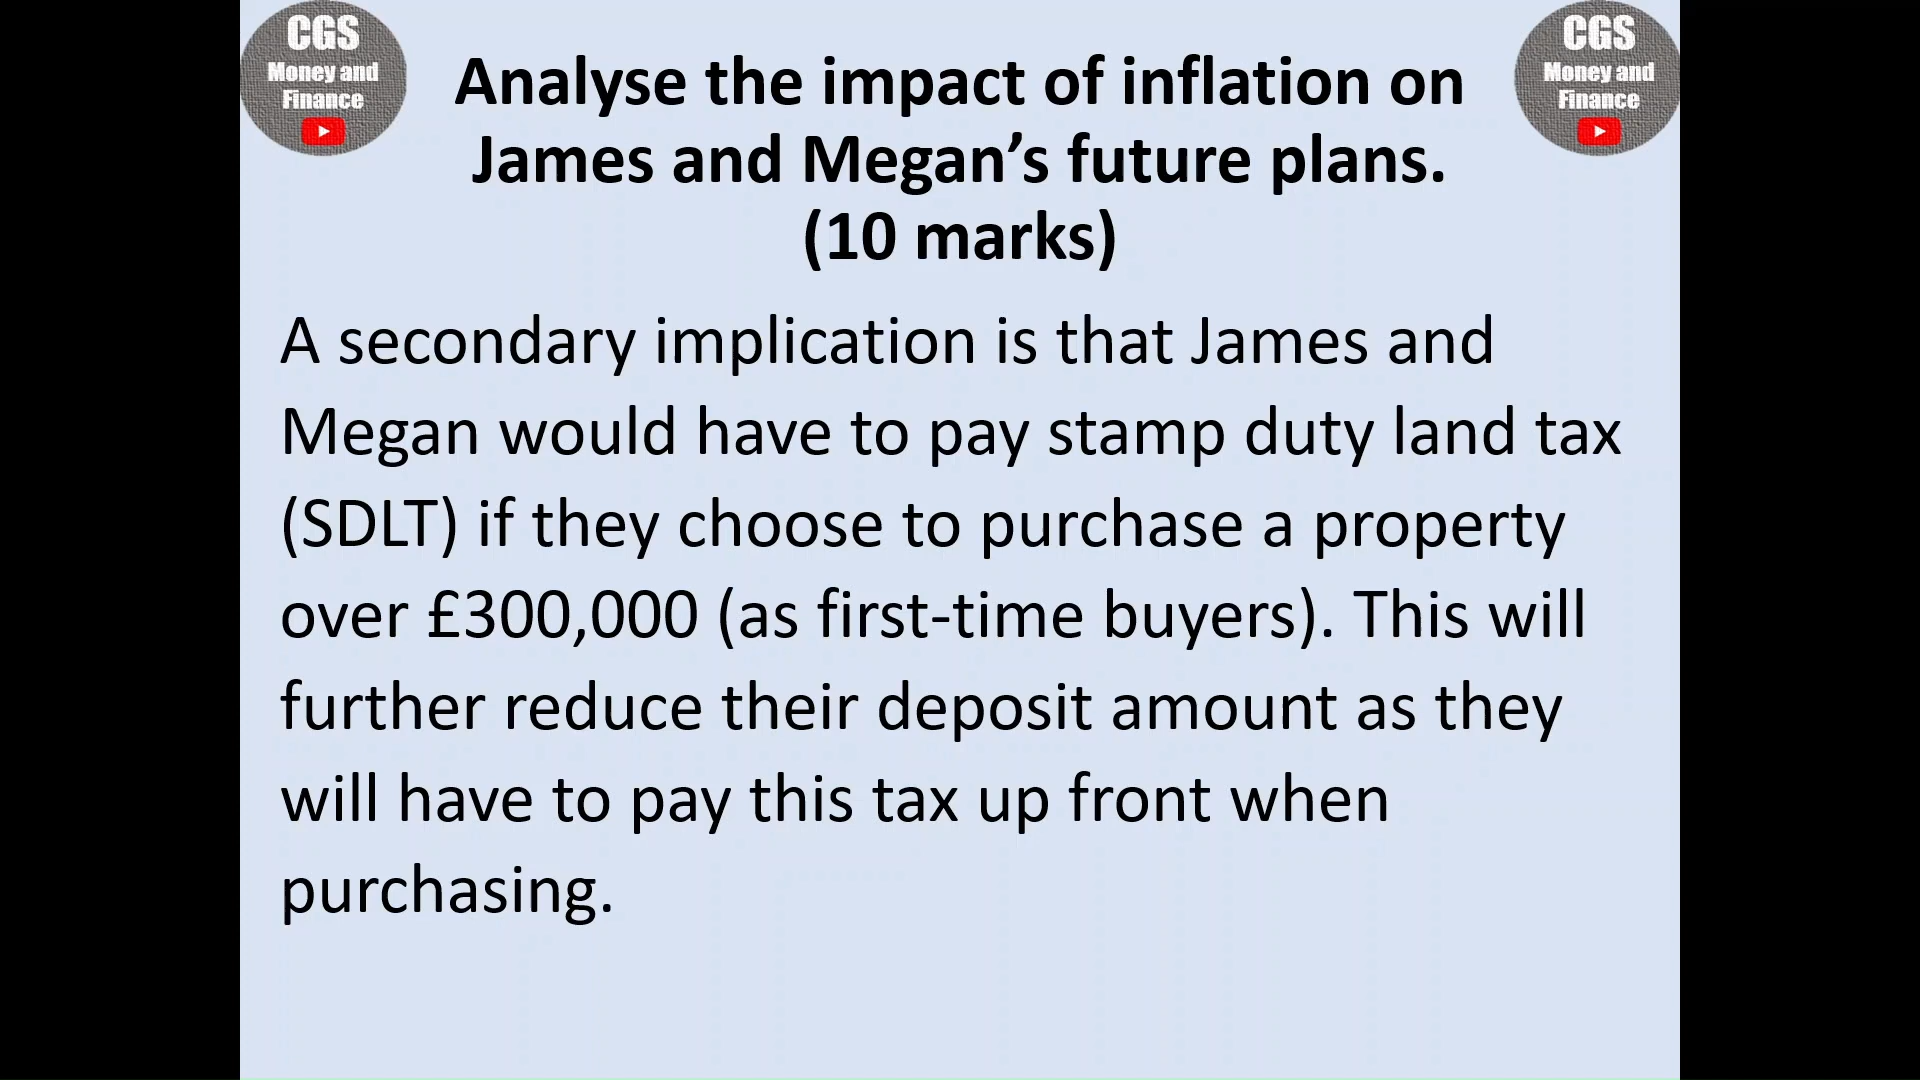 CGS
Money and
Finance
CGS
Money and
Finance
Analyse the impact of inflation on
James and Megan’s future plans.
(10 marks)
A secondary implication is that James and
Megan would have to pay stamp duty land tax
(SDLT) if they choose to purchase a property
over £300,000 (as first-time buyers). This will
further reduce their deposit amount as they
will have to pay this tax up front when
purchasing.